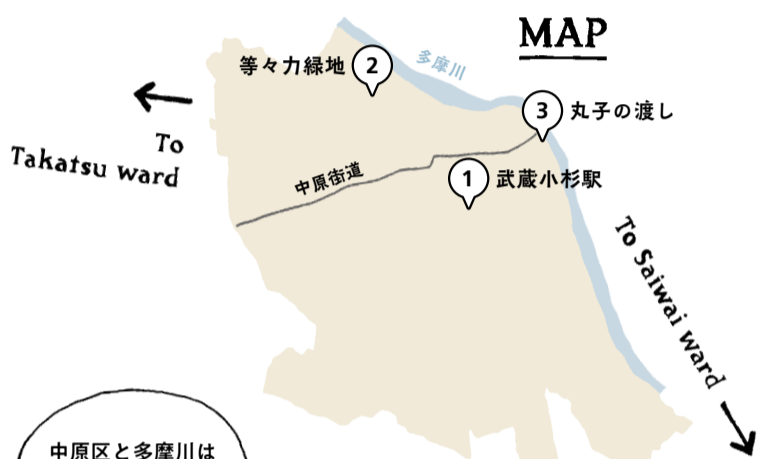 MAP
等々力緑地
2
多摩川
3
丸子の渡し
To
Takatsu ward
中原街道
1
武蔵小杉駅
To Saiwai ward
中原区と多摩川は